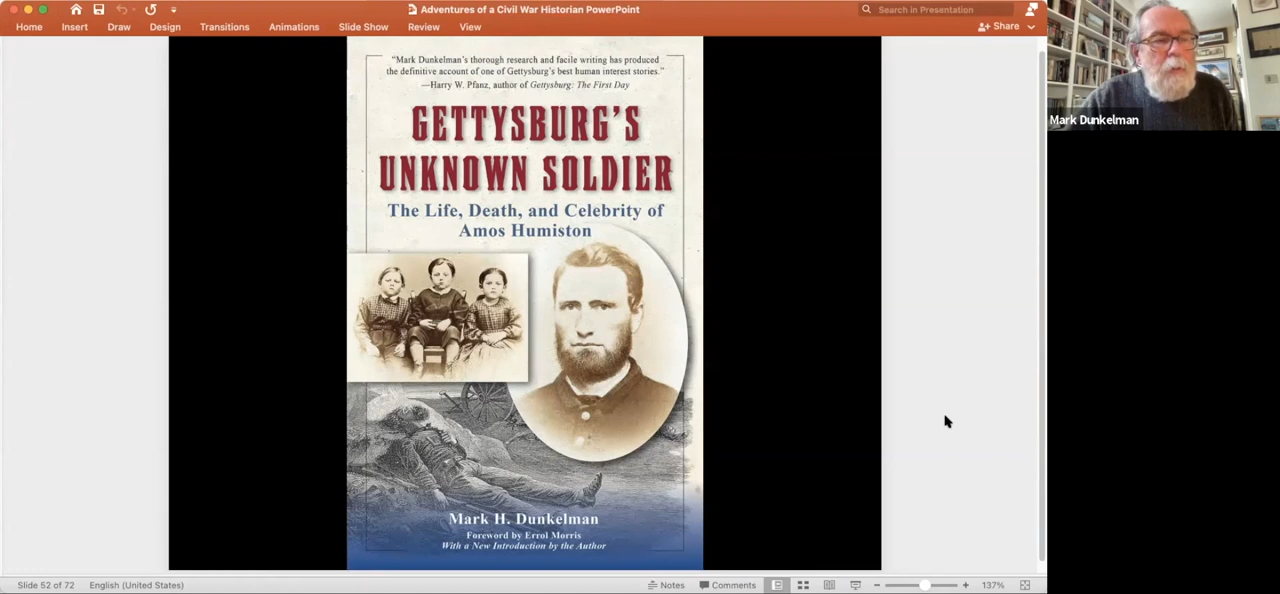 Adventures of a Civil War Historian PowerPoint
Search in Presentation
Home Insert Draw Design Transitions Animations Slide Show Review View
Share
“Mark Dunkelman’s thorough research and facile writing has produced
the definitive account of one of Gettysburg’s best human interest stories.”
—Harry W. Pfanz, author of Gettysburg: The First Day
GETTYSBURG’S
UNKNOWN SOLDIER
The Life, Death, and Celebrity of
Amos Humiston
Mark H. Dunkelman
Foreword by Errol Morris
With a New Introduction by the Author
Mark Dunkelman
Slide 52 of 72 English (United States) Notes Comments 137%